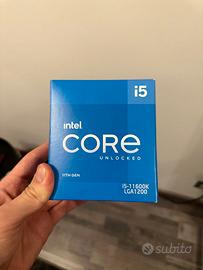 i5
intel
CORE
UNLOCKED
11TH GEN
i5-11600K
LGA1200
subito